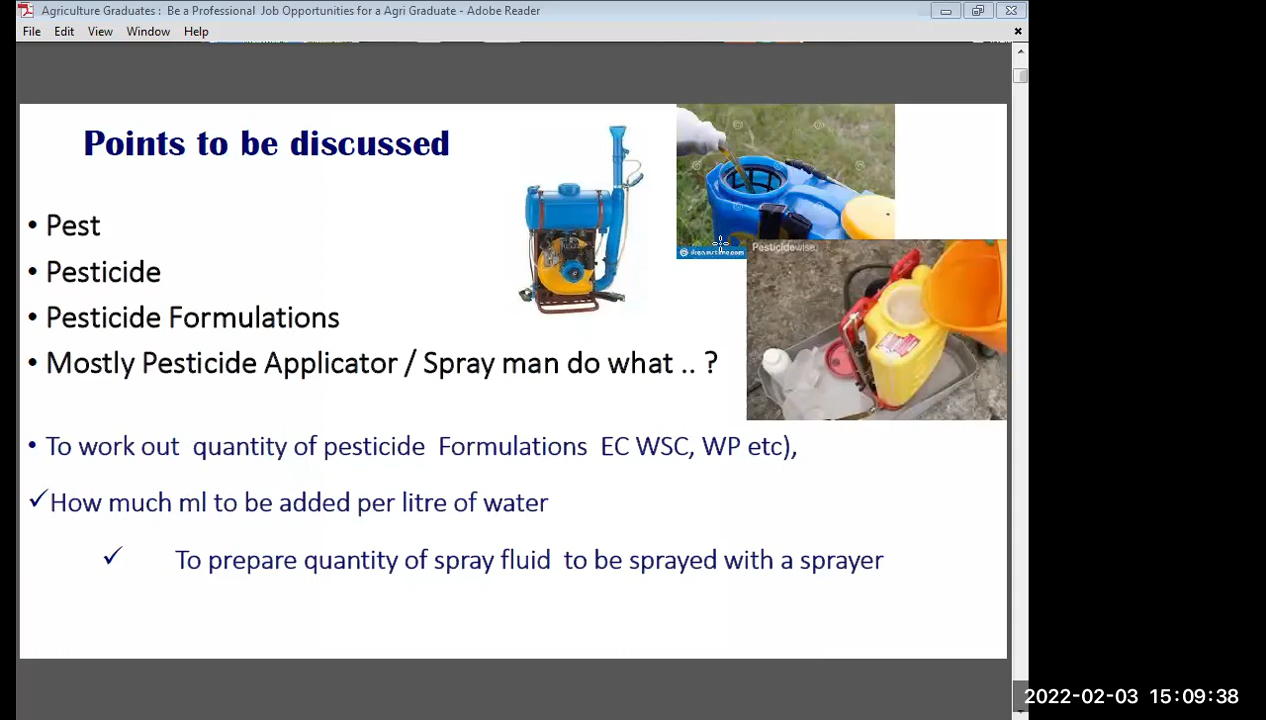 Agriculture Graduates : Be a Professional Job Opportunities for a Agri Graduate - Adobe Reader
File Edit View Window Help
Points to be discussed
• Pest
• Pesticide
• Pesticide Formulations
• Mostly Pesticide Applicator / Spray man do what .. ?
Pesticidewise.
• To work out quantity of pesticide Formulations EC WSC, WP etc),
✓How much ml to be added per litre of water
✓ To prepare quantity of spray fluid to be sprayed with a sprayer
2022-02-03 15:09:38